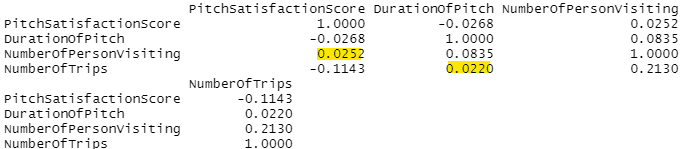 PitchSatisfactionScore DurationOfPitch NumberOfPersonVisiting
PitchSatisfactionScore 1.0000 -0.0268 0.0252
DurationOfPitch -0.0268 1.0000 0.0835
NumberOfPersonVisiting 0.0252 0.0835 1.0000
NumberOfTrips -0.1143 0.0220 0.2130
NumberOfTrips
PitchSatisfactionScore -0.1143
DurationOfPitch 0.0220
NumberOfPersonVisiting 0.2130
NumberOfTrips 1.0000